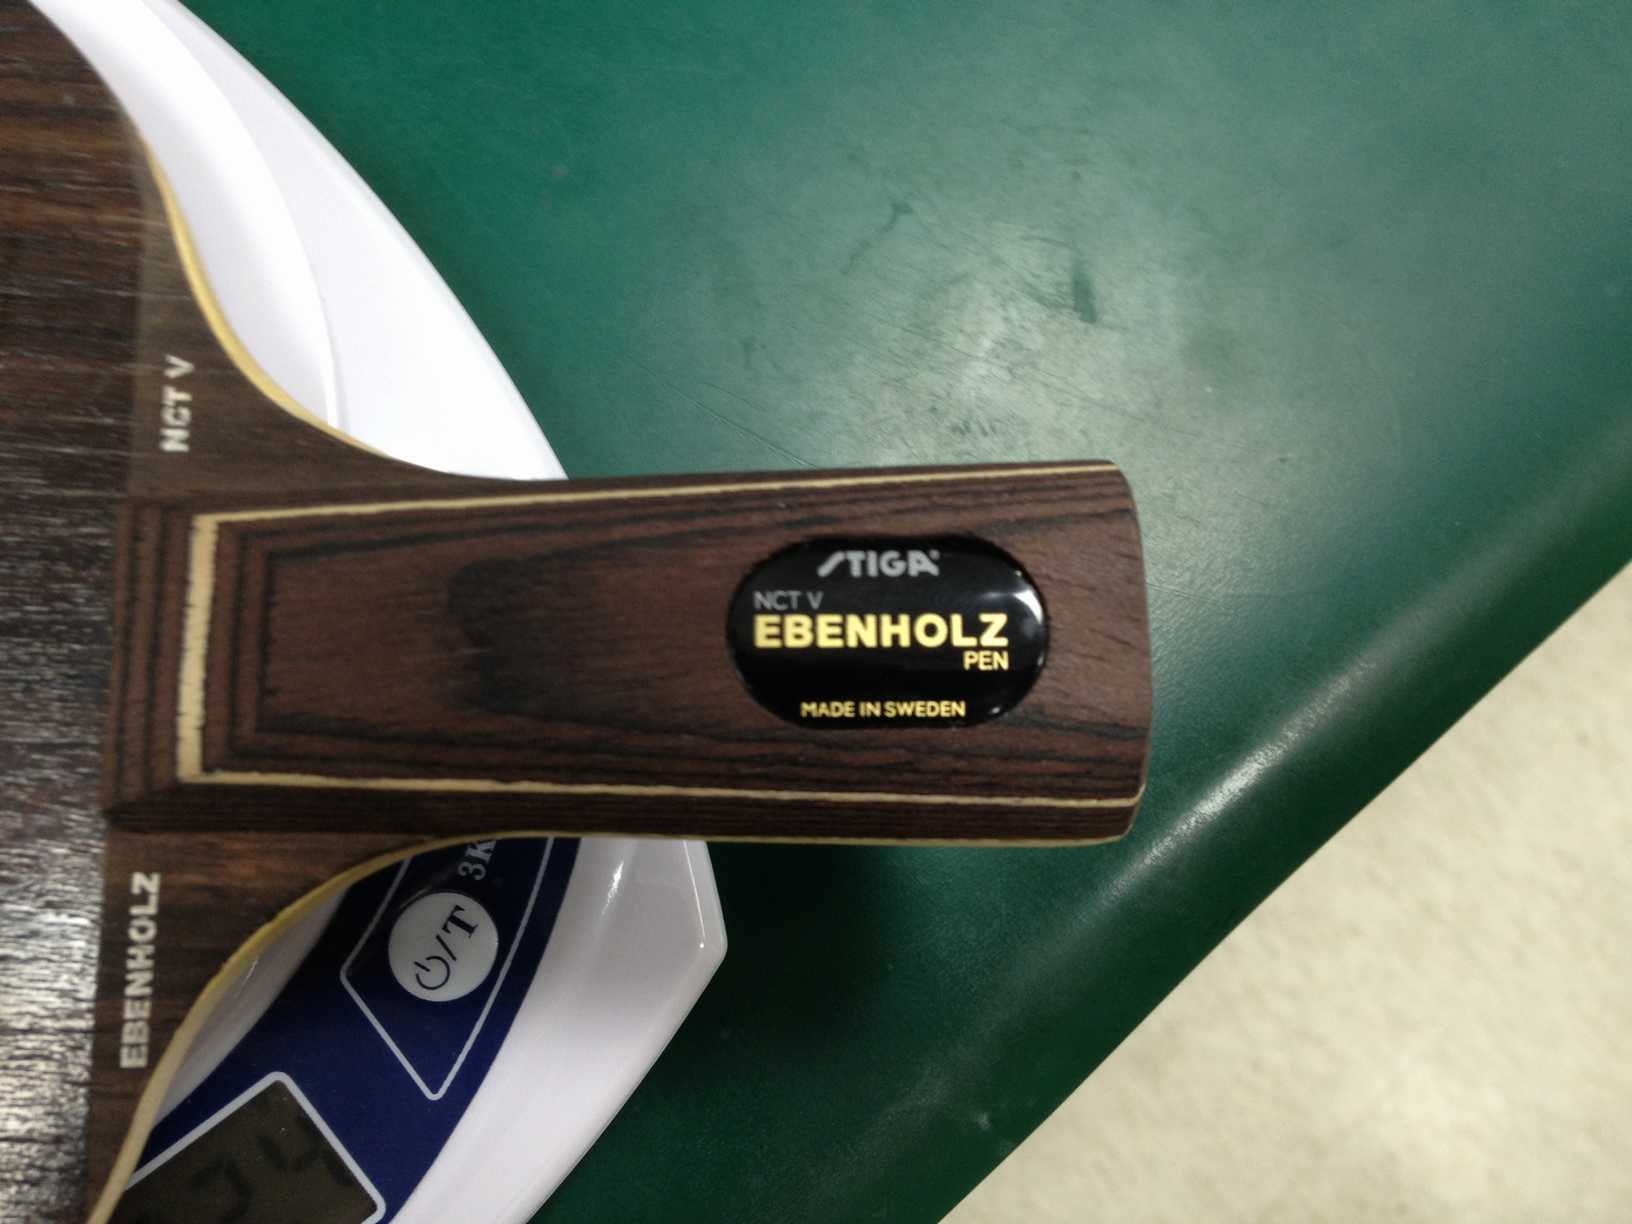 NCT V
STIGA®
NCT V
EBENHOLZ
PEN
MADE IN SWEDEN
EBENHOLZ
/T 3K